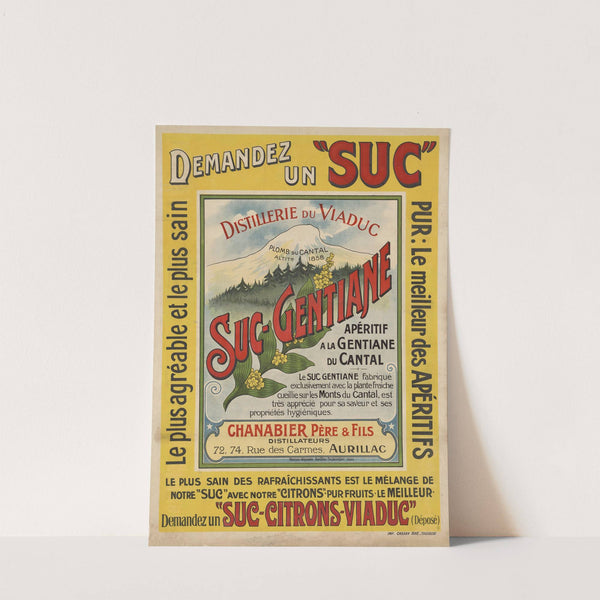 DEMANDEZ UN "SUC"
Le plus agréable et le plus sain
PUR: Le meilleur des APÉRITIFS
DISTILLERIE DU VIADUC
PLOMB DU CANTAL
ALTITE 1858
SUC-GENTIANE
APÉRITIF
A LA GENTIANE
DU CANTAL
Le SUC GENTIANE fabriqué
exclusivement avec la plante fraîche
cueillie sur les Monts du Cantal, est
très apprécié pour sa saveur et ses
propriétés hygiéniques.
CHANABIER PÈRE & FILS
DISTILLATEURS
72, 74, Rue des Carmes, AURILLAC
LE PLUS SAIN DES RAFRAÎCHISSANTS EST LE MÉLANGE DE
NOTRE "SUC" AVEC NOTRE "CITRONS" PUR FRUITS · LE MEILLEUR ·
Demandez un "SUC-CITRONS-VIADUC" (Déposé)